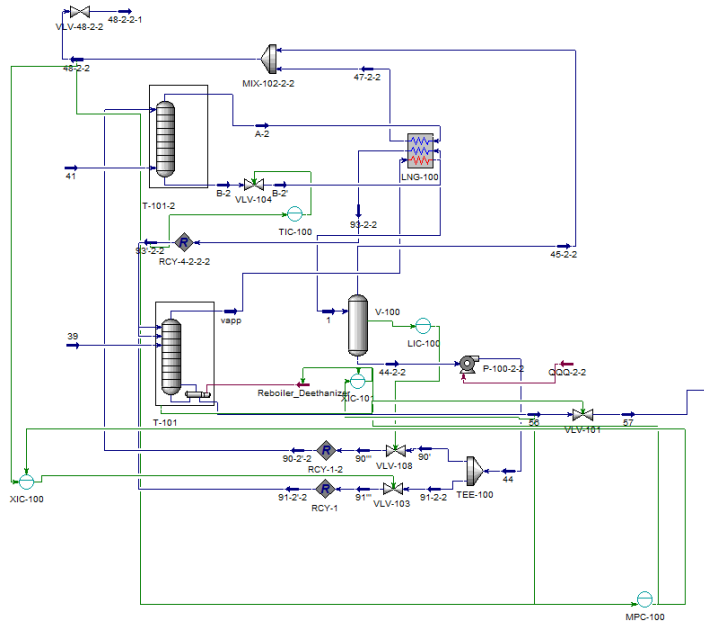 48-2-2-1
VLV-48-2-2
48-2-2
MIX-102-2-2
47-2-2
A-2
LNG-100
41
B-2
B-2'
VLV-104
T-101-2
TIC-100
93-2-2
93'-2-2
RCY-4-2-2-2
45-2-2
vapp
1
V-100
39
LIC-100
44-2-2
P-100-2-2
QQQ-2-2
Reboiler_Deethanizer
XIC-101
T-101
56
VLV-101
57
90-2'-2
RCY-1-2
90'''
VLV-108
90'
TEE-100
44
91-2'-2
RCY-1
91'''
VLV-103
91-2-2
XIC-100
MPC-100